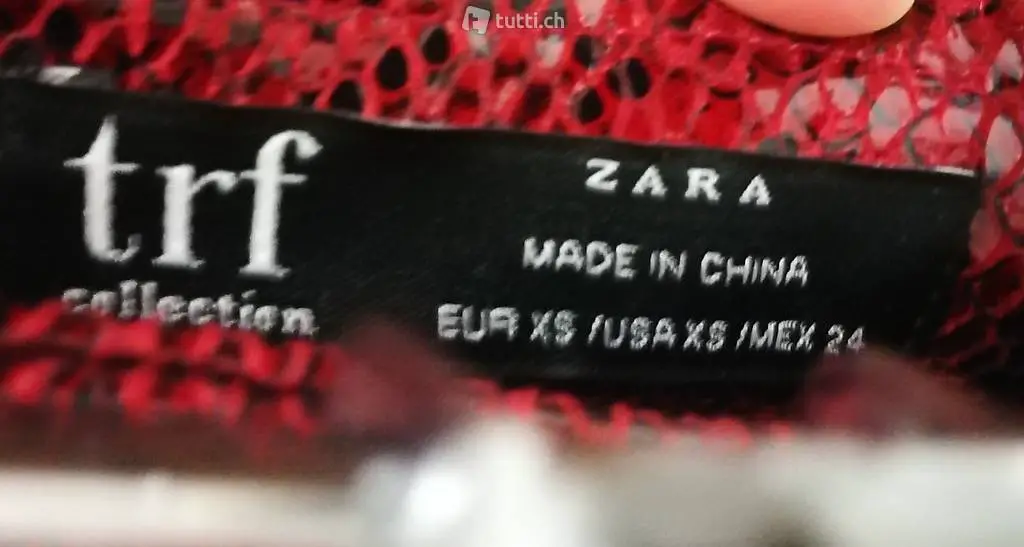 tutti.ch
trf
collection
ZARA
MADE IN CHINA
EUR XS /USA XS /MEX 24